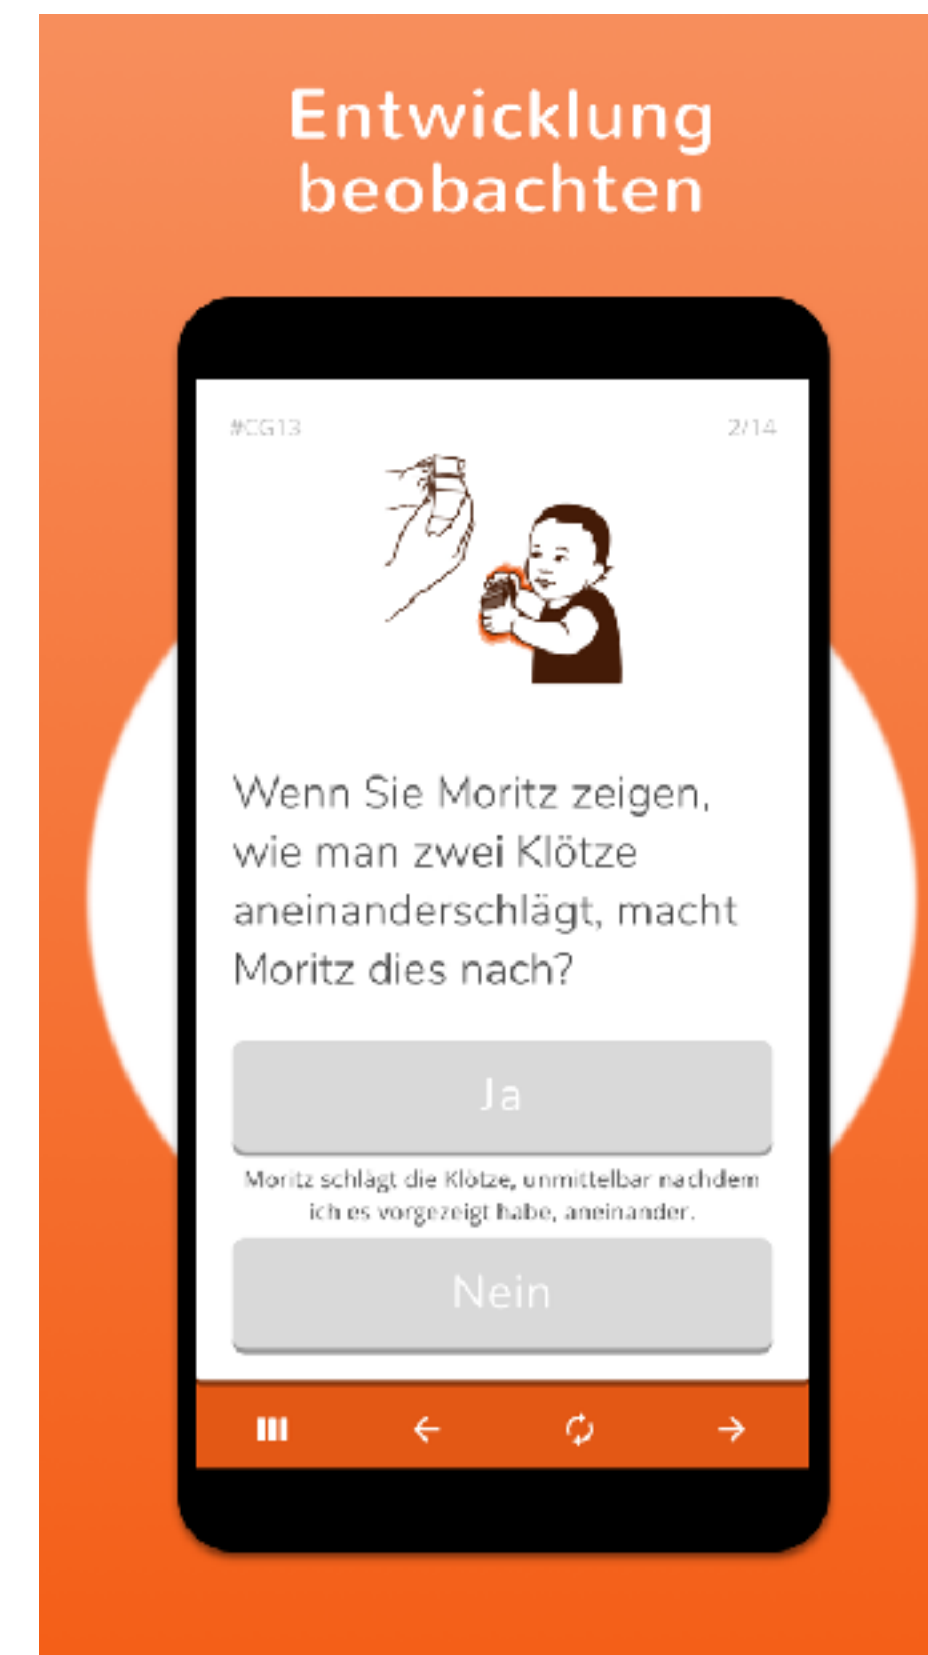 Entwicklung
beobachten
#CG13
2/14
Wenn Sie Moritz zeigen,
wie man zwei Klötze
aneinanderschlägt, macht
Moritz dies nach?
Ja
Moritz schlägt die Klötze, unmittelbar nachdem
ich es vorgezeigt habe, aneinander.
Nein